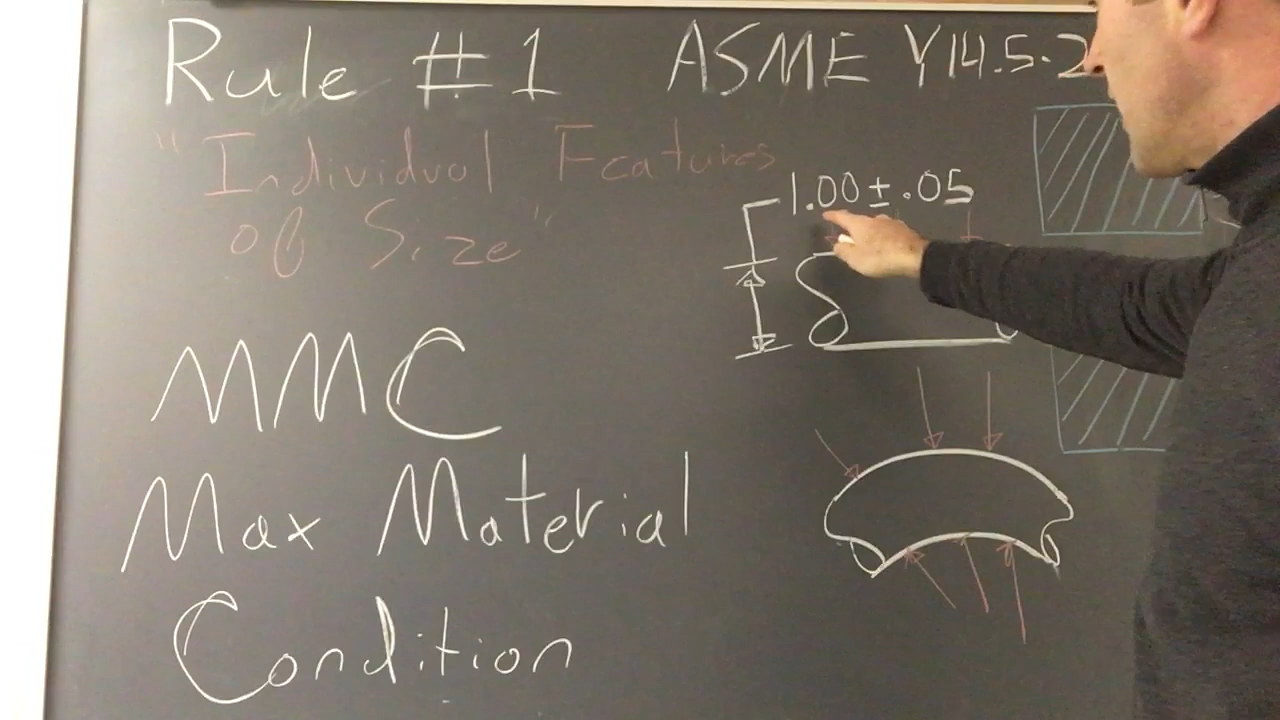 Rule #1 ASME Y14.5-2
"Individual Features
of Size"
1.00±.05
MMC
Max Material
Condition